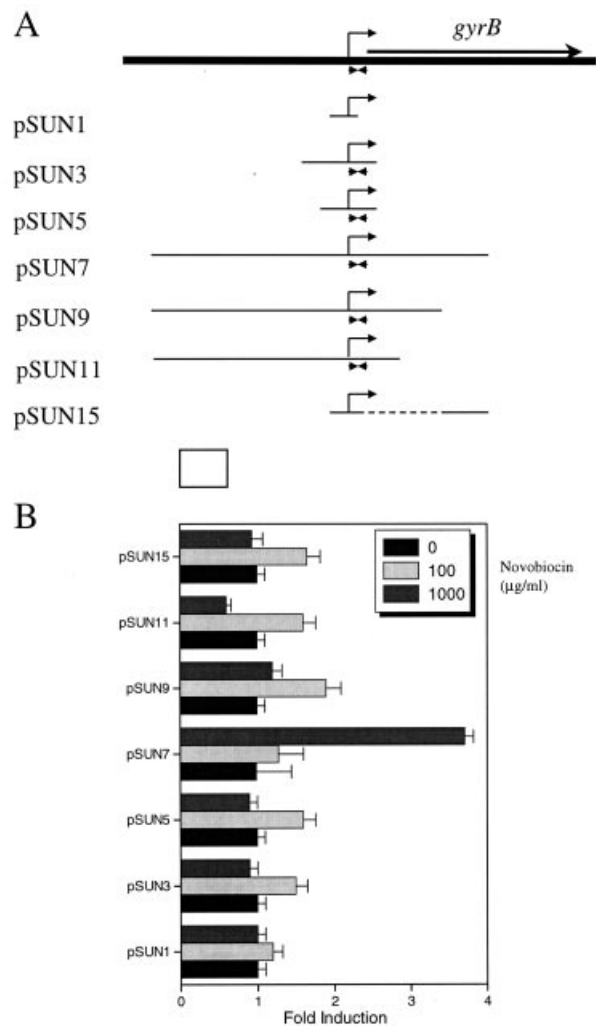 A
gyrB
pSUN1
pSUN3
pSUN5
pSUN7
pSUN9
pSUN11
pSUN15
B
0
100
1000
Novobiocin
(μg/ml)
pSUN15
pSUN11
pSUN9
pSUN7
pSUN5
pSUN3
pSUN1
0 1 2 3 4
Fold Induction